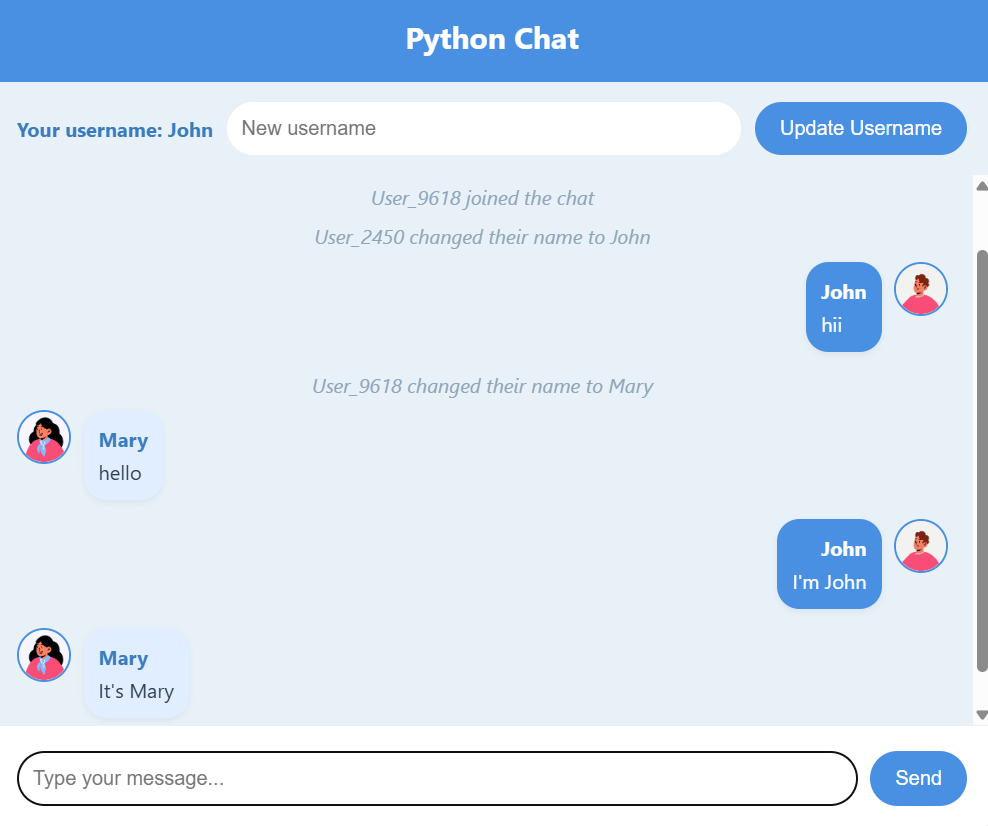 Python Chat
Your username: John
New username
Update Username
User_9618 joined the chat
User_2450 changed their name to John
John
hii
User_9618 changed their name to Mary
Mary
hello
John
I'm John
Mary
It's Mary
Type your message...
Send